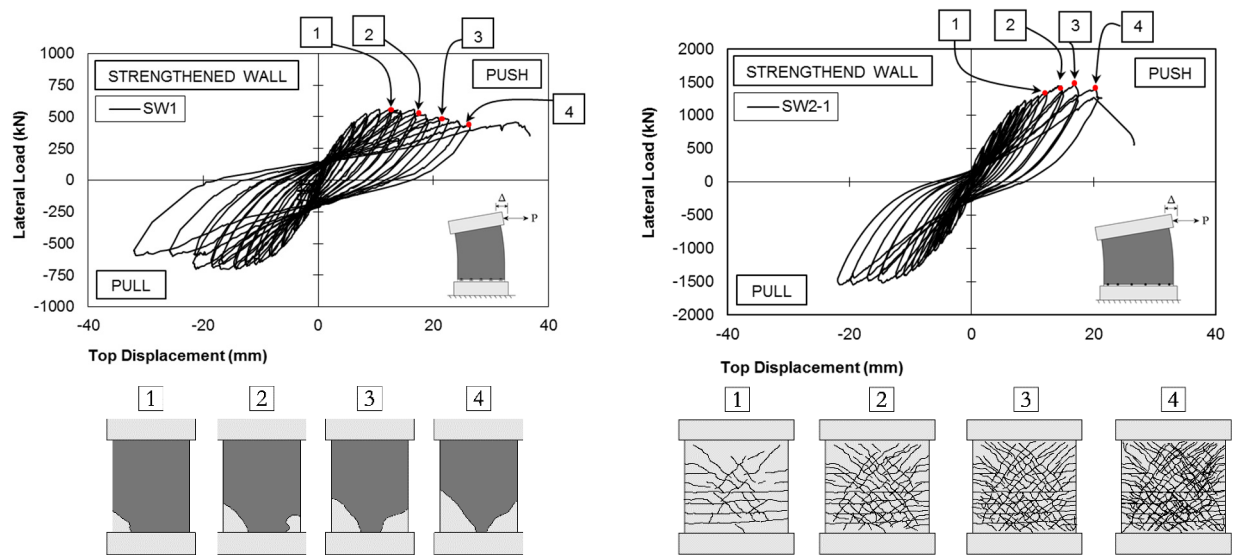 1
2
3
4
1000
750
500
250
0
-250
-500
-750
-1000
Lateral Load (kN)
STRENGTHENED WALL
SW1
PUSH
PULL
Δ
P
-40
-20
0
20
40
Top Displacement (mm)
1
2
3
4
1
2
3
4
2000
1500
1000
500
0
-500
-1000
-1500
-2000
Lateral Load (kN)
STRENGTHEND WALL
SW2-1
PUSH
PULL
Δ
P
-40
-20
0
20
40
Top Displacement (mm)
1
2
3
4